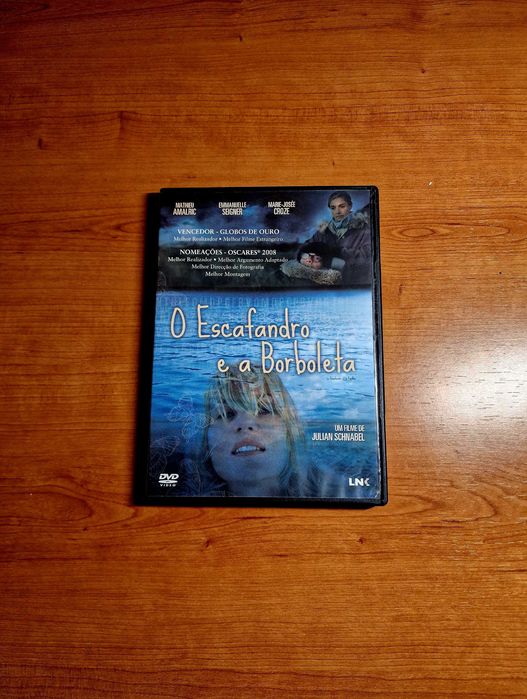 MATHIEU EMMANUELLE MARIE-JOSÉE
AMALRIC SEIGNER CROZE
VENCEDOR - GLOBOS DE OURO
Melhor Realizador • Melhor Filme Estrangeiro
NOMEAÇÕES - OSCARES® 2008
Melhor Realizador • Melhor Argumento Adaptado
Melhor Direcção de Fotografia
Melhor Montagem
O Escafandro
e a Borboleta
UM FILME DE
JULIAN SCHNABEL
DVD
VIDEO
LNK